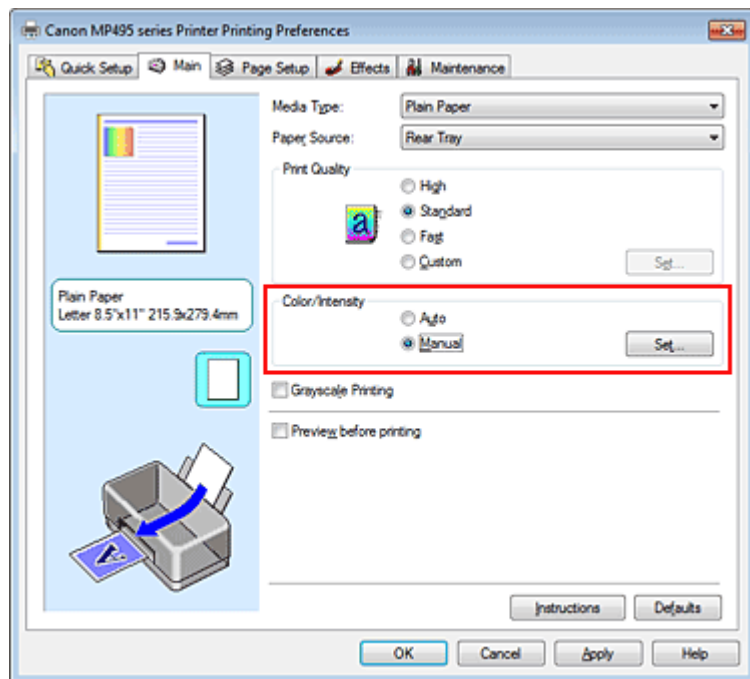 Canon MP495 series Printer Printing Preferences
Quick Setup Main Page Setup Effects Maintenance
Media Type: Plain Paper
Paper Source: Rear Tray
Print Quality
High
a Standard
Fast
Custom Set...
Plain Paper
Letter 8.5"x11" 215.9x279.4mm
Color/Intensity
Auto
Manual Set...
Grayscale Printing
Preview before printing
A
Instructions Defaults
OK Cancel Apply Help